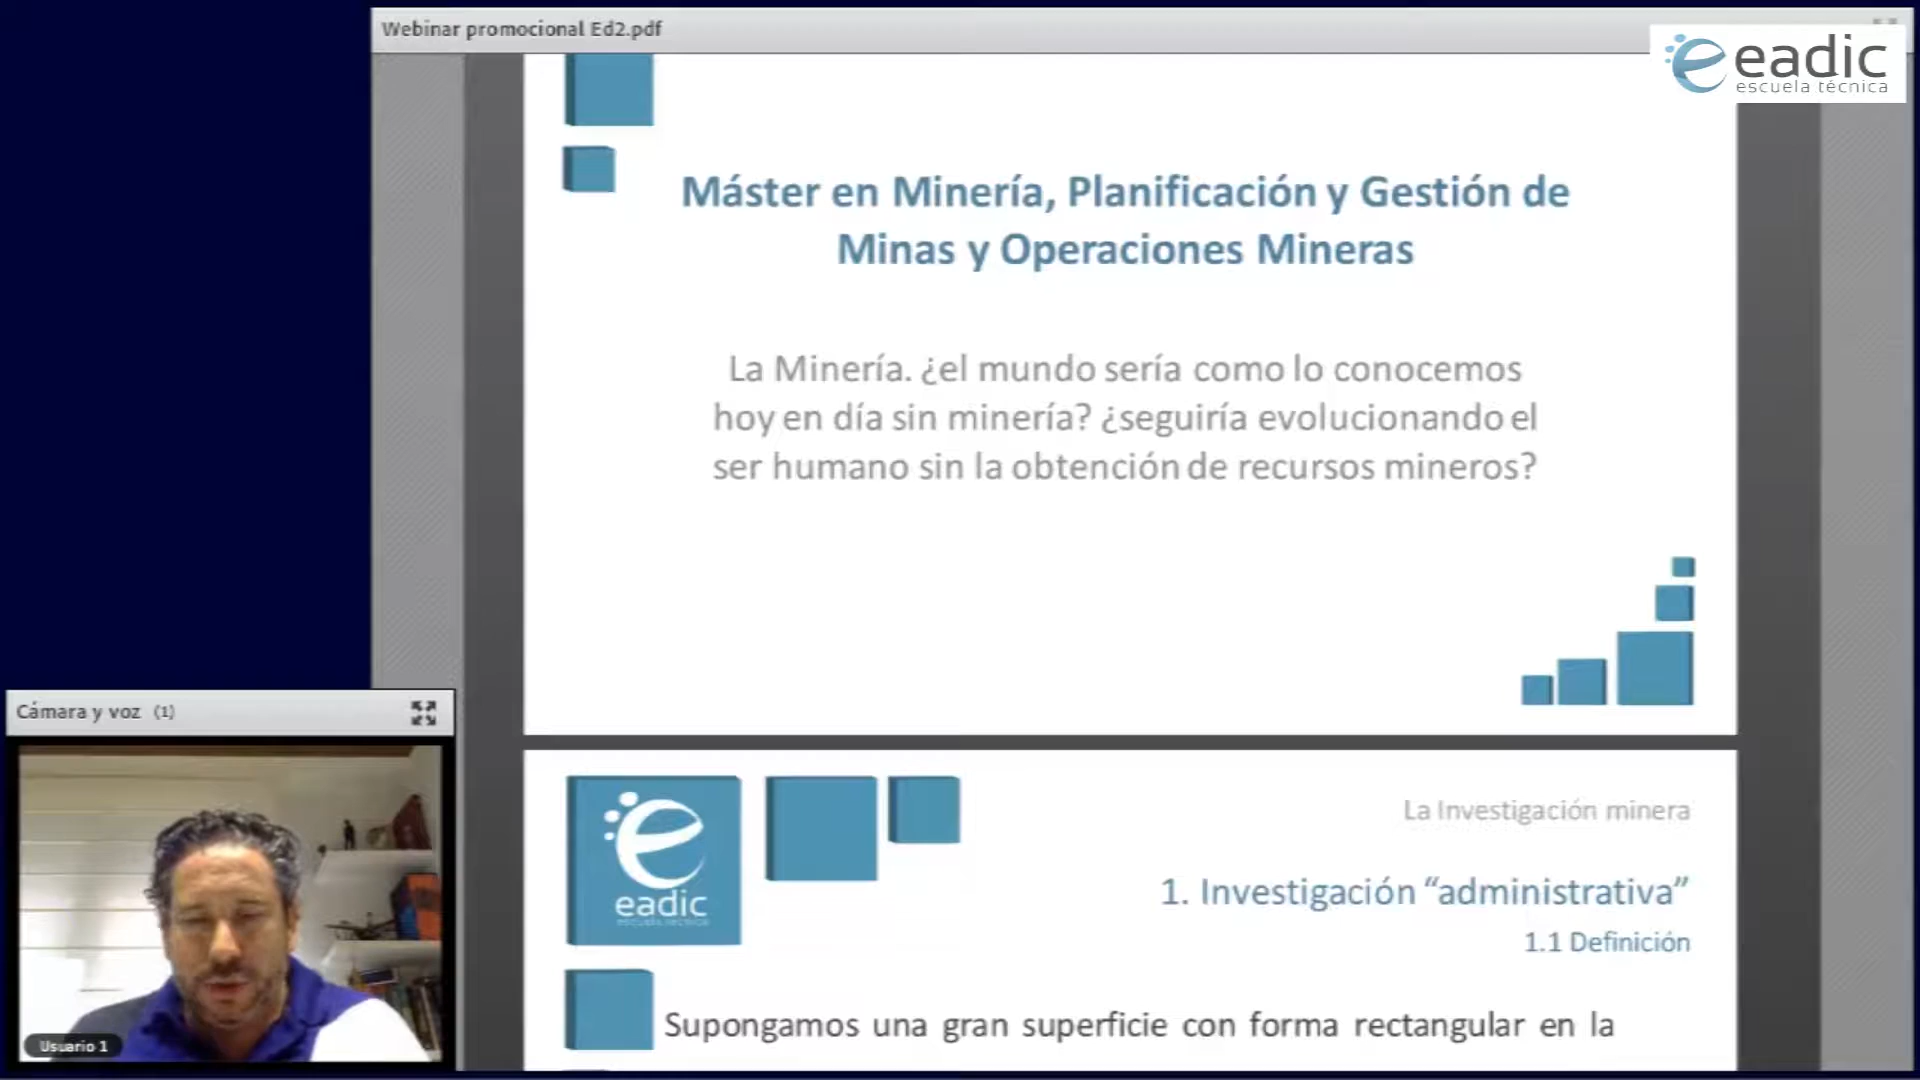 Webinar promocional Ed2.pdf
eadic
escuela técnica
Máster en Minería, Planificación y Gestión de
Minas y Operaciones Mineras
La Minería. ¿el mundo sería como lo conocemos
hoy en día sin minería? ¿seguiría evolucionando el
ser humano sin la obtención de recursos mineros?
Cámara y voz (1)
Usuario 1
eadic
escuela técnica
La Investigación minera
1. Investigación “administrativa”
1.1 Definición
Supongamos una gran superficie con forma rectangular en la